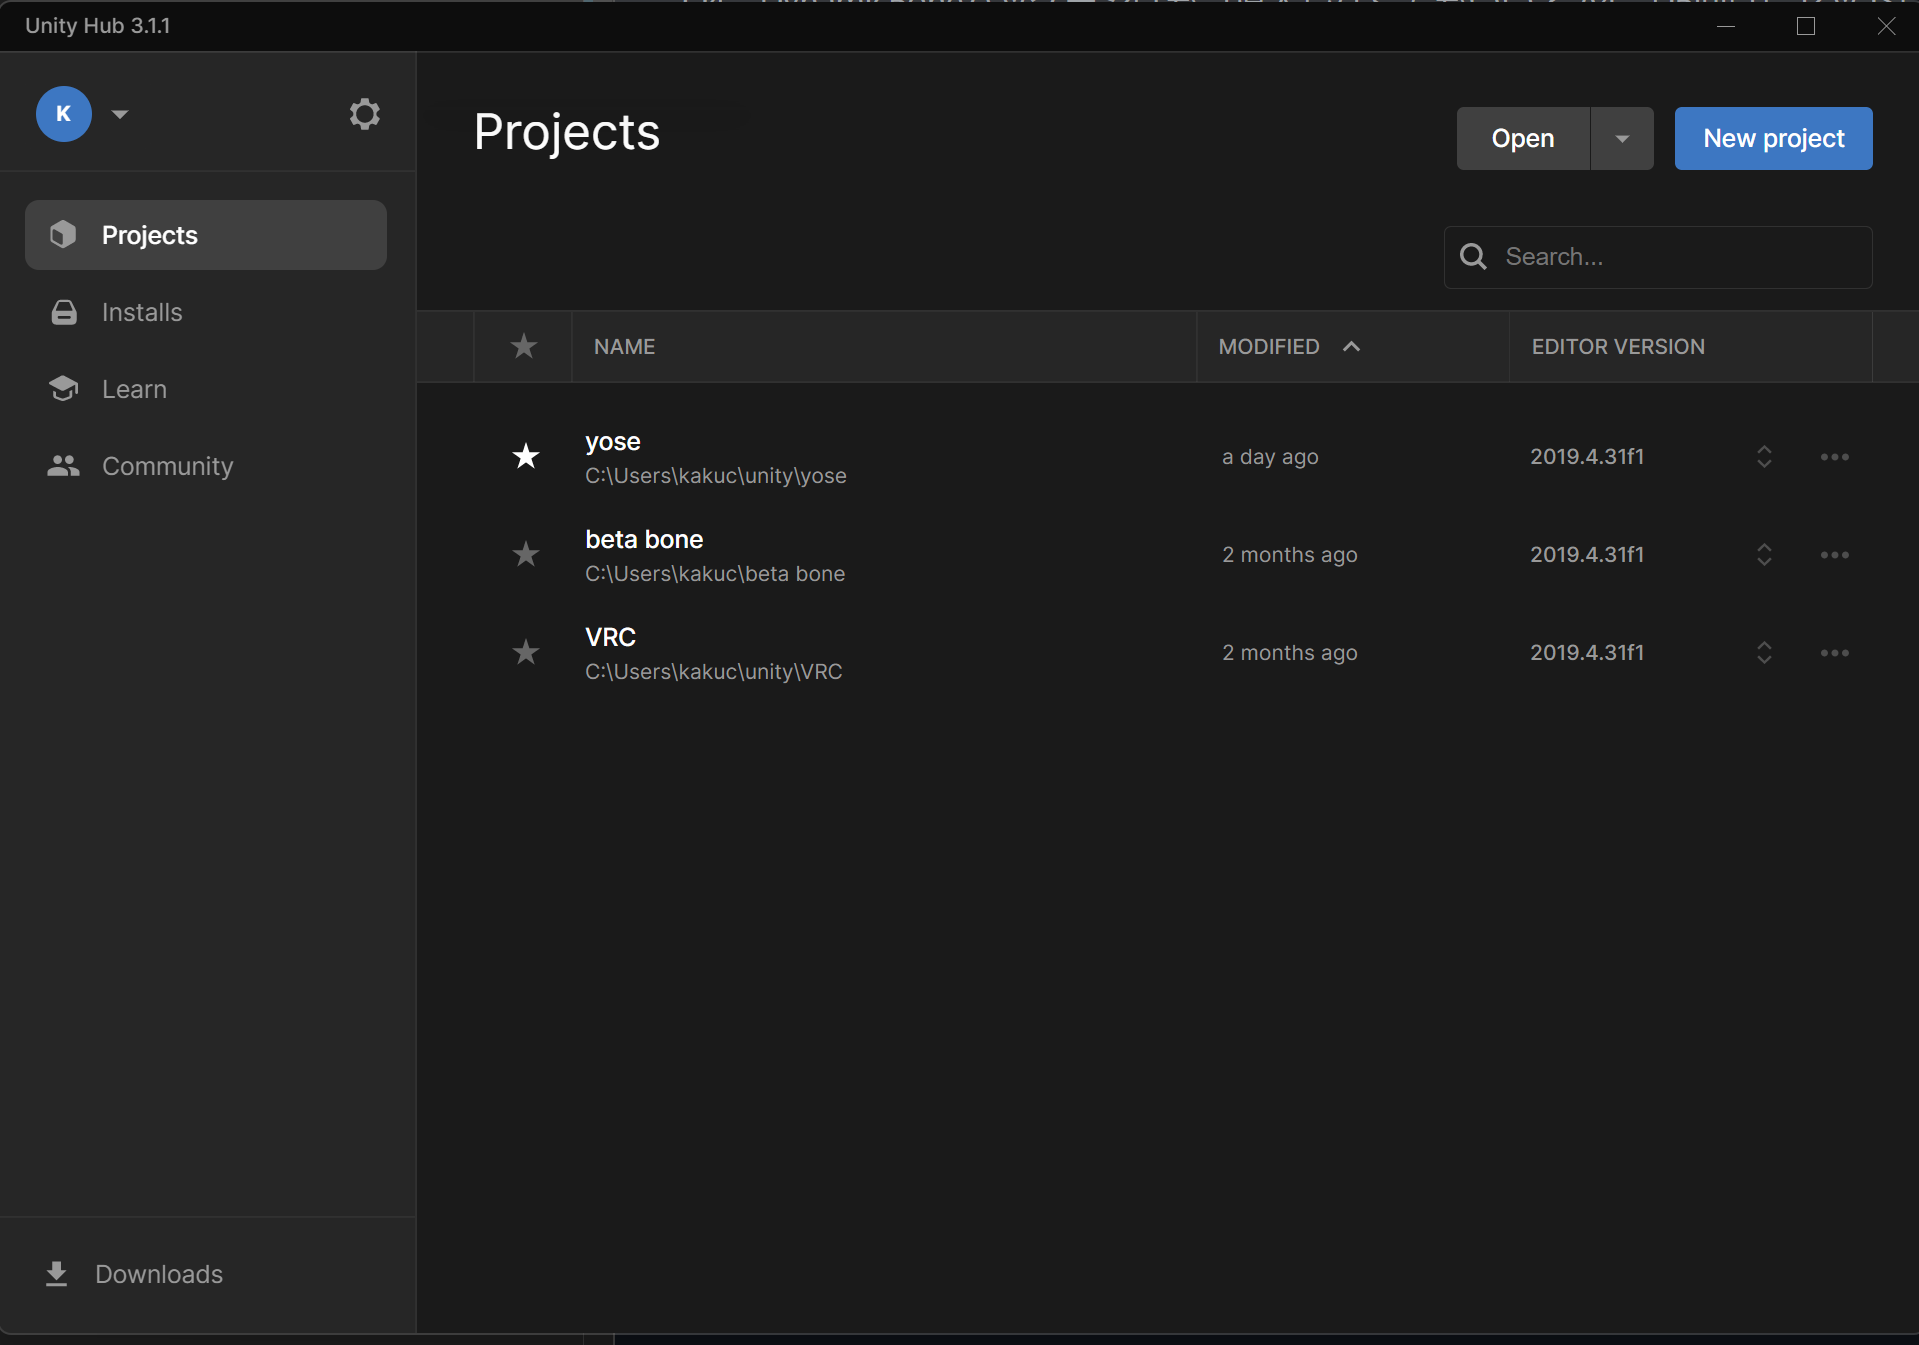 Unity Hub 3.1.1
K
Projects
Installs
Learn
Community
Downloads
Projects
Open
New project
Search...
NAME
MODIFIED
EDITOR VERSION
yose
C:\Users\kakuc\unity\yose
a day ago
2019.4.31f1
beta bone
C:\Users\kakuc\beta bone
2 months ago
2019.4.31f1
VRC
C:\Users\kakuc\unity\VRC
2 months ago
2019.4.31f1